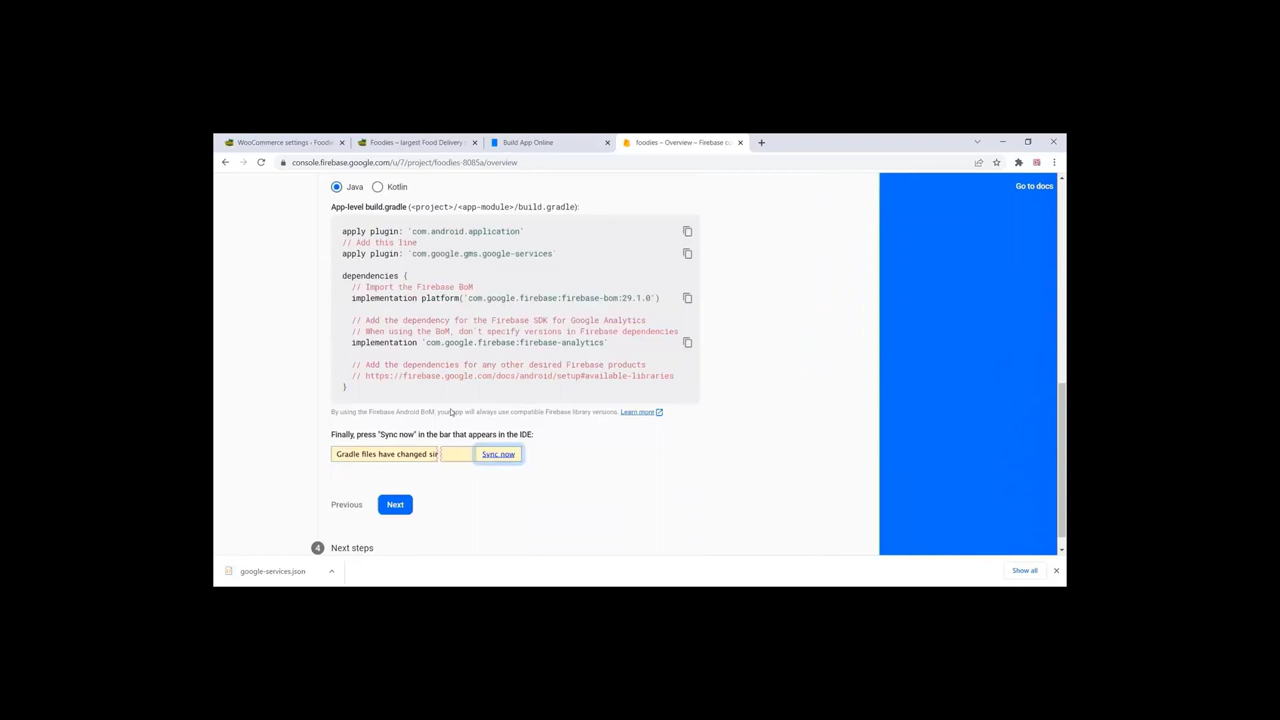 WooCommerce settings - Foodie
Foodies – largest Food Delivery
Build App Online
foodies – Overview – Firebase co
console.firebase.google.com/u/7/project/foodies-8085a/overview
Go to docs
Java Kotlin
App-level build.gradle (<project>/<app-module>/build.gradle):
apply plugin: 'com.android.application'
// Add this line
apply plugin: 'com.google.gms.google-services'
dependencies {
// Import the Firebase BoM
implementation platform('com.google.firebase:firebase-bom:29.1.0')
// Add the dependency for the Firebase SDK for Google Analytics
// When using the BoM, don't specify versions in Firebase dependencies
implementation 'com.google.firebase:firebase-analytics'
// Add the dependencies for any other desired Firebase products
// https://firebase.google.com/docs/android/setup#available-libraries
}
By using the Firebase Android BoM, your app will always use compatible Firebase library versions. Learn more
Finally, press "Sync now" in the bar that appears in the IDE:
Gradle files have changed sin Sync now
Previous Next
4 Next steps
google-services.json
Show all